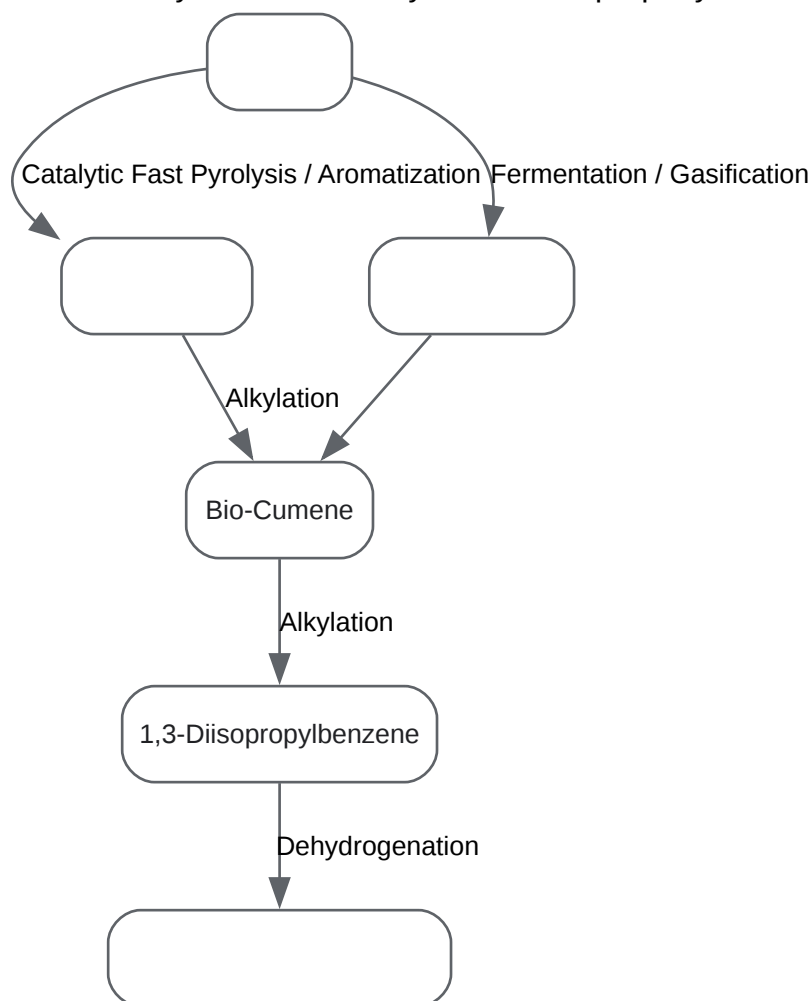 Catalytic Fast Pyrolysis / Aromatization
Fermentation / Gasification
Alkylation
Bio-Cumene
Alkylation
1,3-Diisopropylbenzene
Dehydrogenation